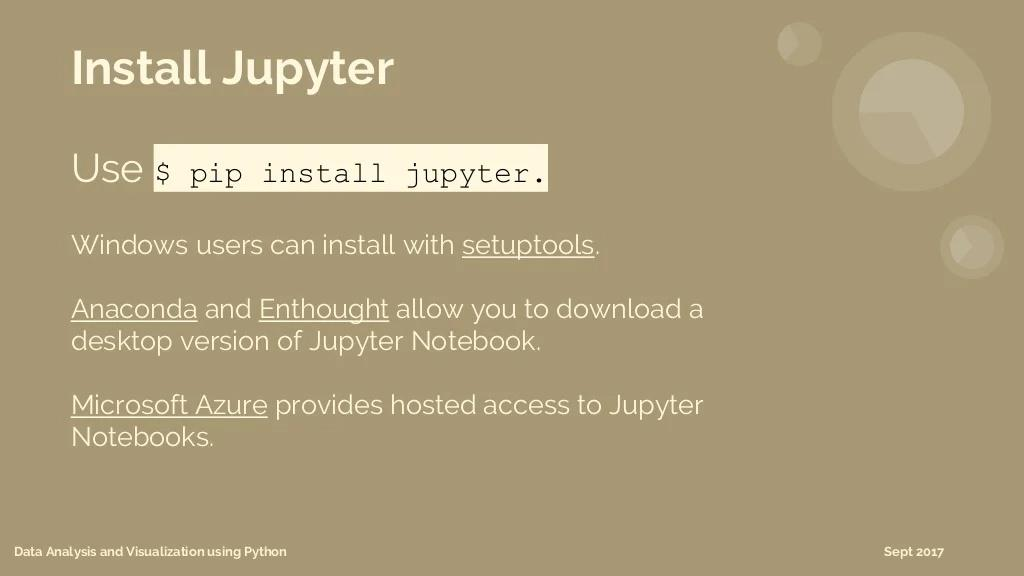 Install Jupyter
Use $ pip install jupyter.
Windows users can install with setuptools.
Anaconda and Enthought allow you to download a
desktop version of Jupyter Notebook.
Microsoft Azure provides hosted access to Jupyter
Notebooks.
Data Analysis and Visualization using Python
Sept 2017